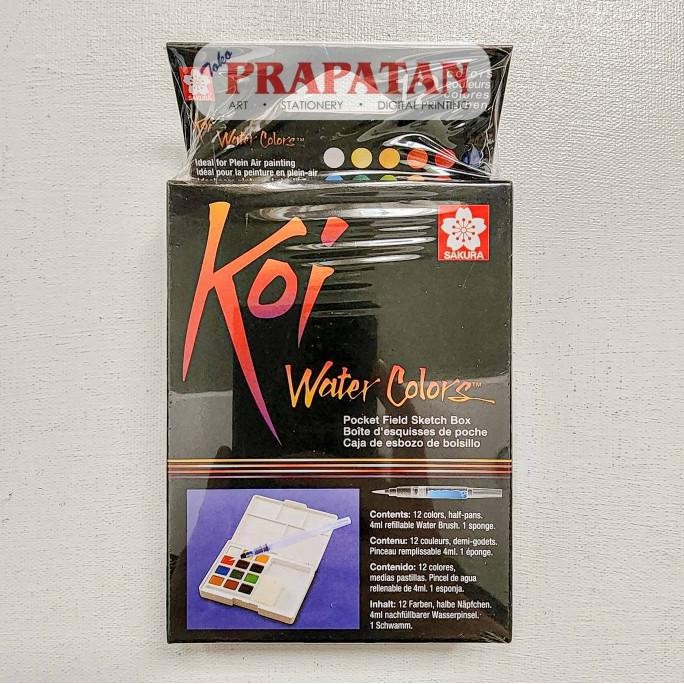 Toko
PRAPATAN
ART • STATIONERY • DIGITAL PRINTING
SAKURA
Koi
Water Colors™
Ideal for Plein Air painting
Idéal pour la peinture en plein-air
Koi
SAKURA
Water Colors™
Pocket Field Sketch Box
Boîte d'esquisses de poche
Caja de esbozo de bolsillo
Contents: 12 colors, half-pans.
4ml refillable Water Brush. 1 sponge.
Contenu: 12 couleurs, demi-godets.
Pinceau remplissable 4ml. 1 éponge.
Contenido: 12 colores,
medias pastillas. Pincel de agua
rellenable de 4ml. 1 esponja.
Inhalt: 12 Farben, halbe Näpfchen.
4ml nachfüllbarer Wasserpinsel.
1 Schwamm.